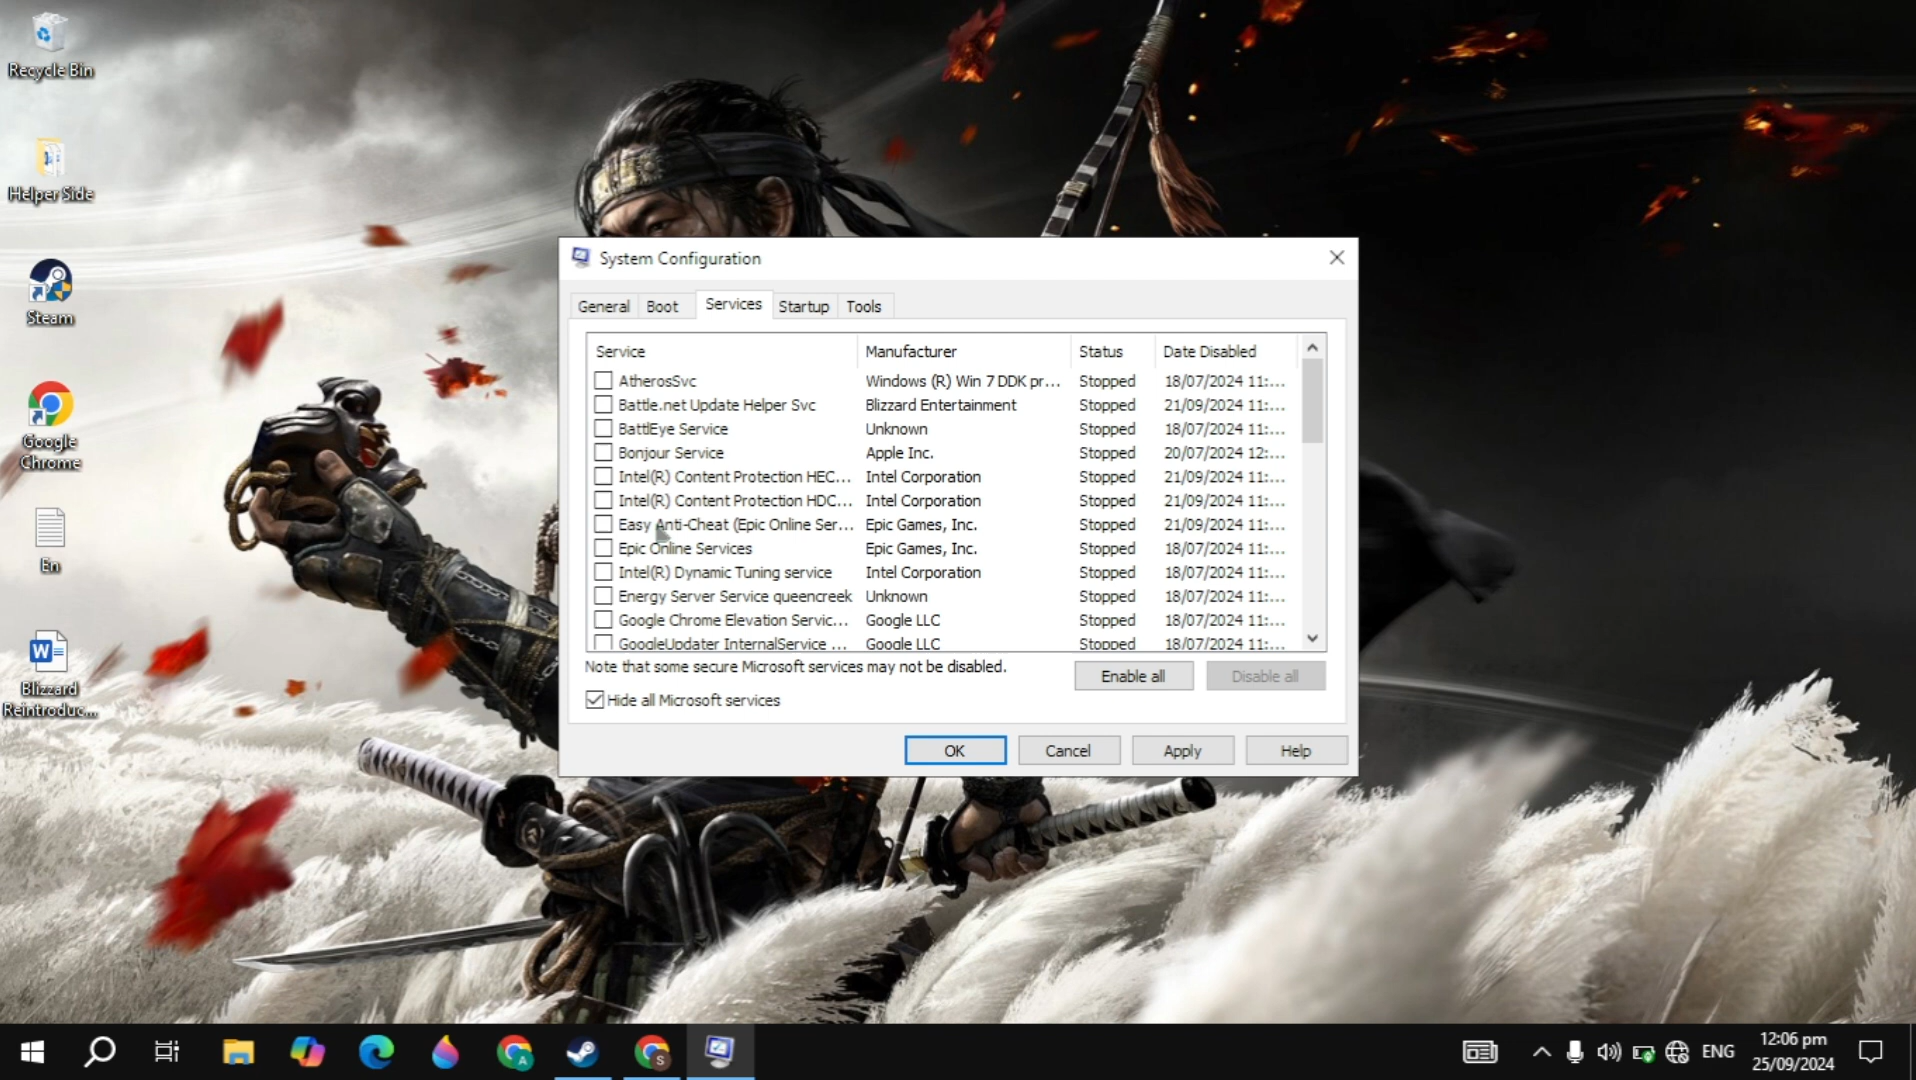 Recycle Bin
Helper Side
Steam
Google
Chrome
En
Blizzard
Reintroduc...
System Configuration
General Boot Services Startup Tools
Service Manufacturer Status Date Disabled
AtherosSvc Windows (R) Win 7 DDK pr... Stopped 18/07/2024 11:...
Battle.net Update Helper Svc Blizzard Entertainment Stopped 21/09/2024 11:...
BattlEye Service Unknown Stopped 18/07/2024 11:...
Bonjour Service Apple Inc. Stopped 20/07/2024 12:...
Intel(R) Content Protection HEC... Intel Corporation Stopped 21/09/2024 11:...
Intel(R) Content Protection HDC... Intel Corporation Stopped 21/09/2024 11:...
Easy Anti-Cheat (Epic Online Ser... Epic Games, Inc. Stopped 21/09/2024 11:...
Epic Online Services Epic Games, Inc. Stopped 18/07/2024 11:...
Intel(R) Dynamic Tuning service Intel Corporation Stopped 18/07/2024 11:...
Energy Server Service queencreek Unknown Stopped 18/07/2024 11:...
Google Chrome Elevation Servic... Google LLC Stopped 18/07/2024 11:...
GoogleUpdater InternalService ... Google LLC Stopped 18/07/2024 11:...
Note that some secure Microsoft services may not be disabled.
Enable all Disable all
Hide all Microsoft services
OK Cancel Apply Help
A S ENG
12:06 pm
25/09/2024